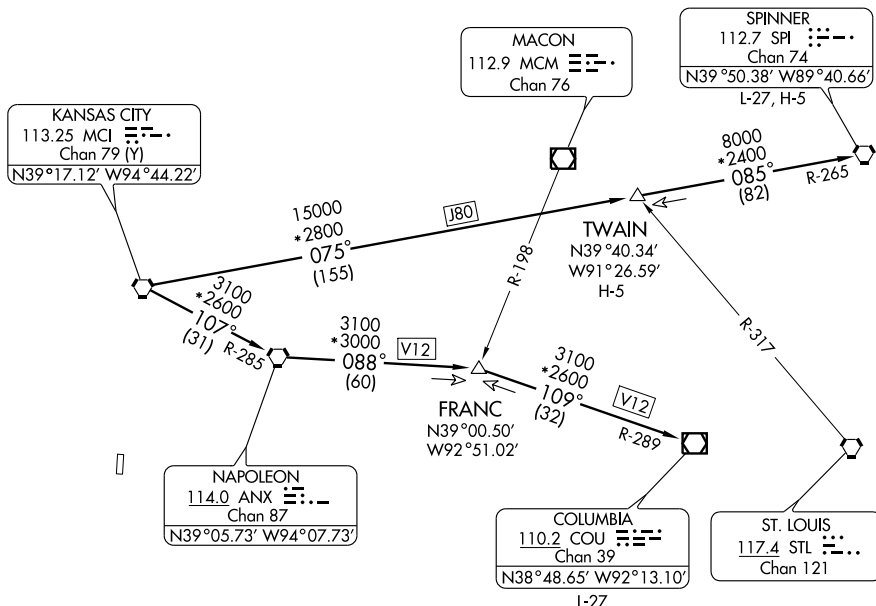 SPINNER
112.7 SPI
Chan 74
N39°50.38' W89°40.66'
L-27, H-5
MACON
112.9 MCM
Chan 76
KANSAS CITY
113.25 MCI
Chan 79 (Y)
N39°17.12' W94°44.22'
8000
*2400
085°
(82)
R-265
15000
*2800
075°
(155)
J80
TWAIN
N39°40.34'
W91°26.59'
H-5
R-198
R-317
3100
*2600
107°
(31)
R-285
3100
*3000
088°
(60)
V12
3100
*2600
109°
(32)
V12
R-289
FRANC
N39°00.50'
W92°51.02'
NAPOLEON
114.0 ANX
Chan 87
N39°05.73' W94°07.73'
COLUMBIA
110.2 COU
Chan 39
N38°48.65' W92°13.10'
L-27
ST. LOUIS
117.4 STL
Chan 121